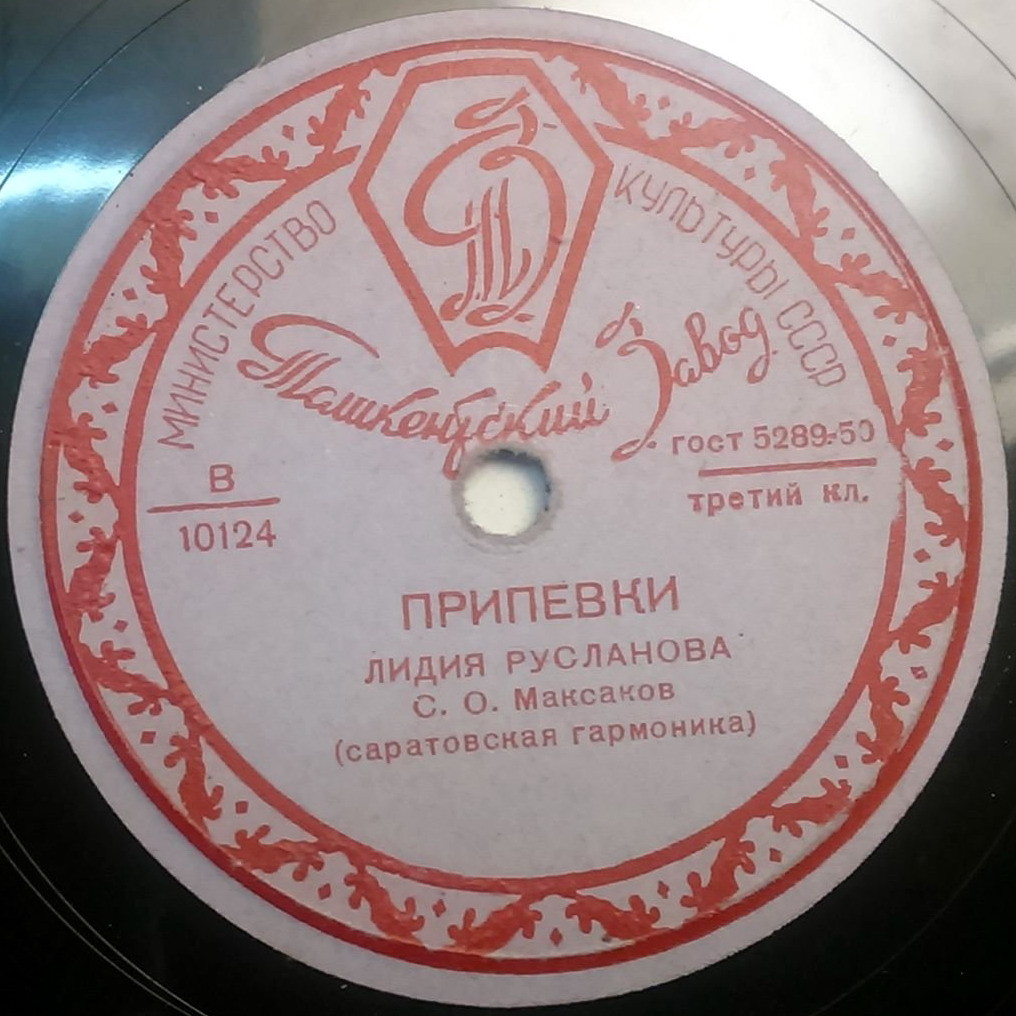 МИНИСТЕРСТВО КУЛЬТУРЫ СССР
Ташкентский Завод
В
10124
гост 5289-50
третий кл.
ПРИПЕВКИ
ЛИДИЯ РУСЛАНОВА
С. О. Максаков
(саратовская гармоника)